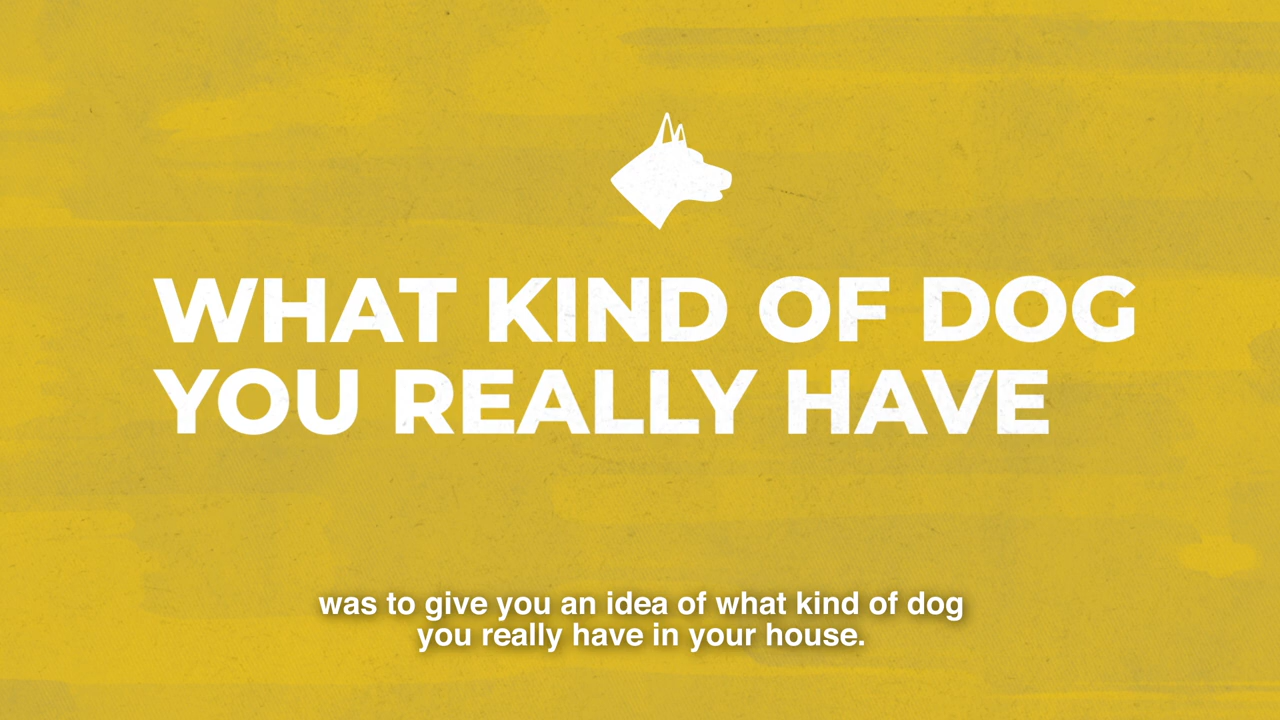 WHAT KIND OF DOG
YOU REALLY HAVE
was to give you an idea of what kind of dog
you really have in your house.